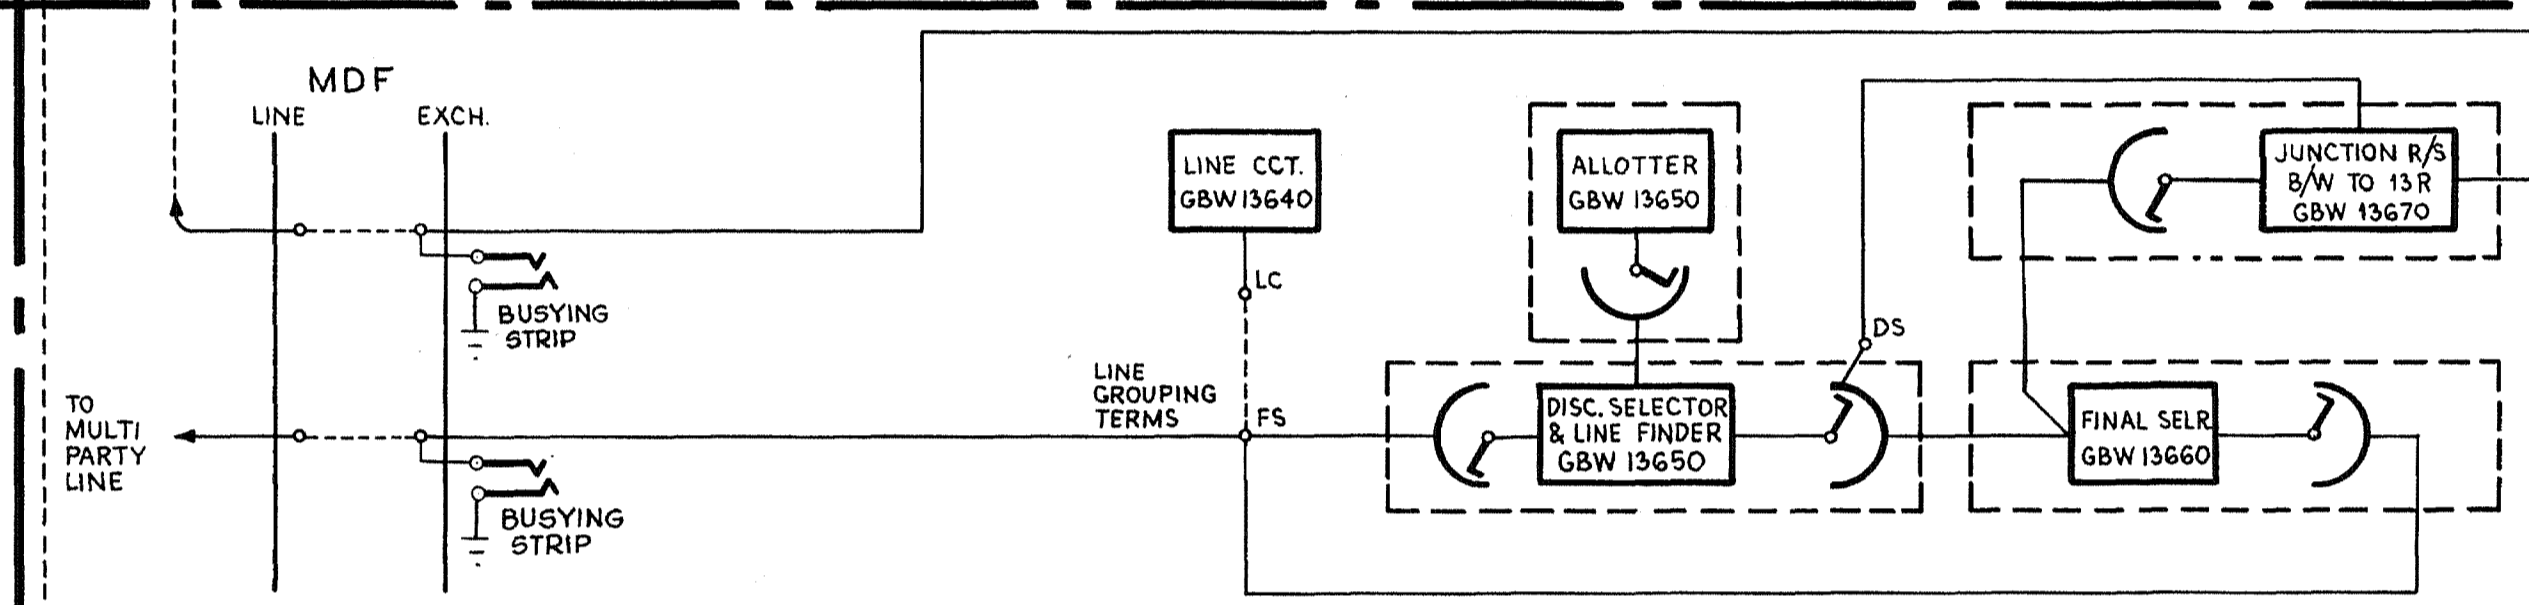 MDF
LINE
EXCH.
BUSYING
STRIP
TO
MULTI
PARTY
LINE
BUSYING
STRIP
LINE CCT.
GBW 13640
LC
LINE
GROUPING
TERMS
FS
ALLOTTER
GBW 13650
DISC. SELECTOR
& LINE FINDER
GBW 13650
DS
JUNCTION R/S
B/W TO 13R
GBW 13670
FINAL SELR
GBW 13660